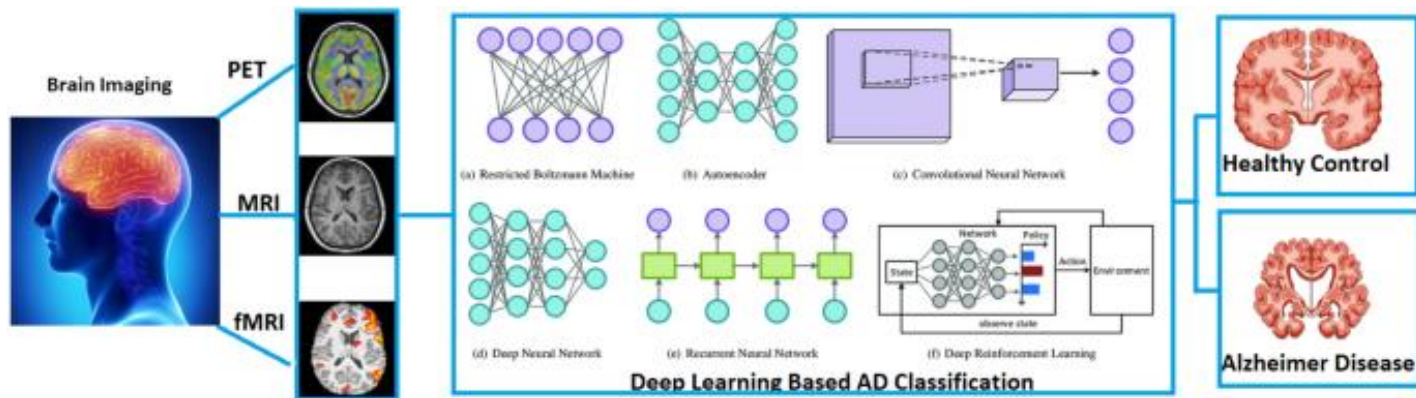 Brain Imaging
PET
MRI
fMRI
(a) Restricted Boltzmann Machine
(b) Autoencoder
(c) Convolutional Neural Network
Network
Policy
State
Action
Environment
observe state
(d) Deep Neural Network
(e) Recurrent Neural Network
(f) Deep Reinforcement Learning
Deep Learning Based AD Classification
Healthy Control
Alzheimer Disease